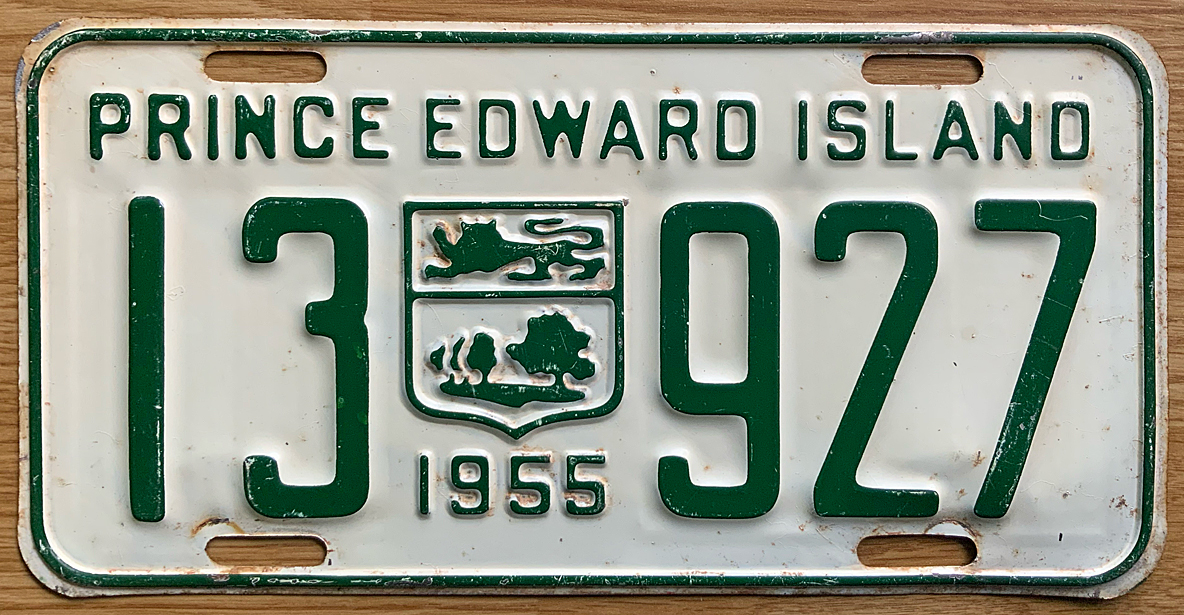 PRINCE EDWARD ISLAND
13 927
1955